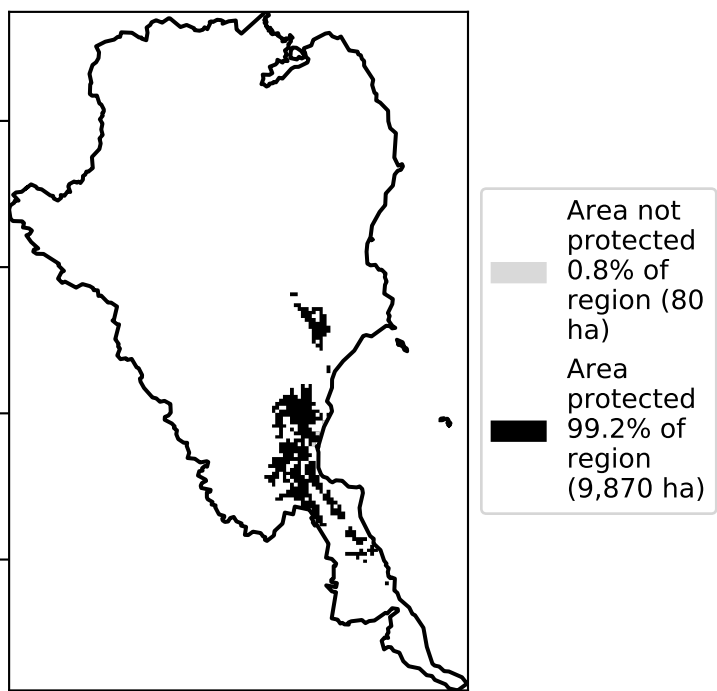 Area not
protected
0.8% of
region (80
ha)
Area
protected
99.2% of
region
(9,870 ha)